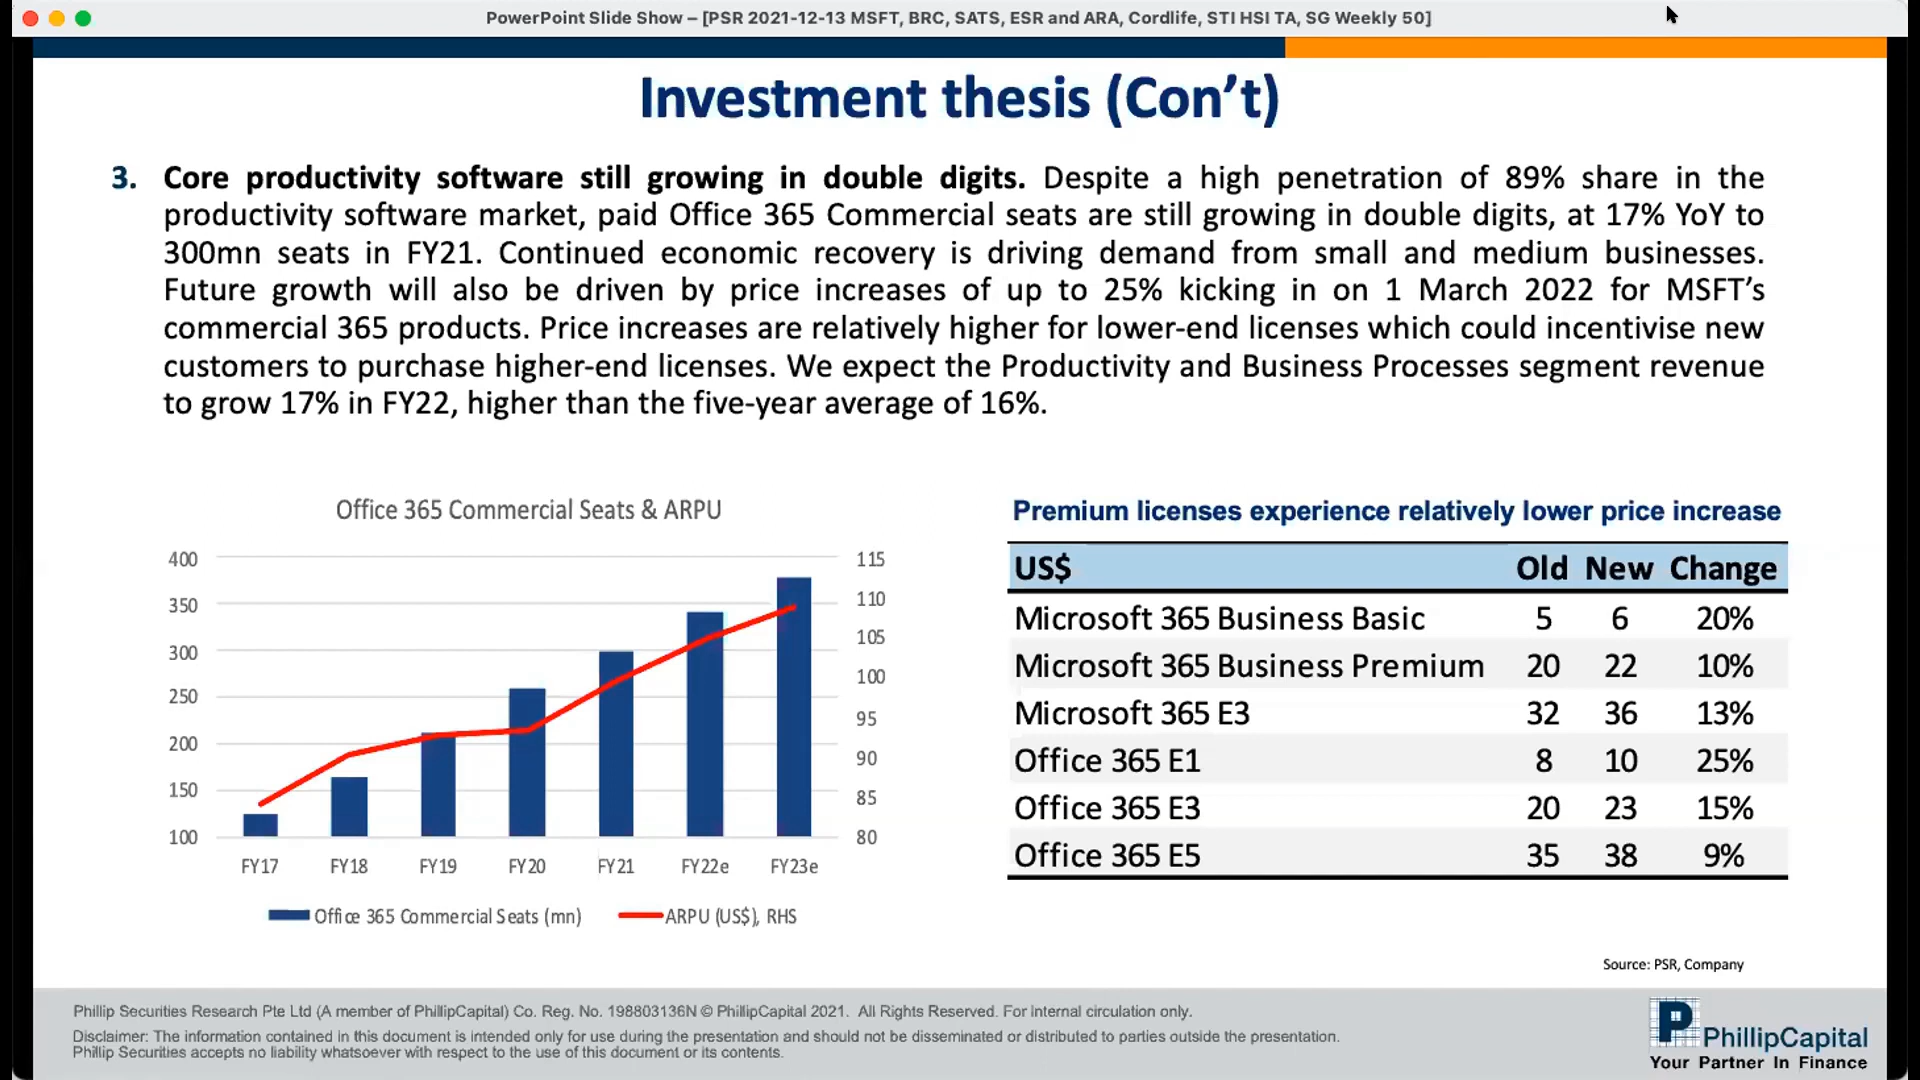 PowerPoint Slide Show – [PSR 2021-12-13 MSFT, BRC, SATS, ESR and ARA, Cordlife, STI HSI TA, SG Weekly 50]
Investment thesis (Con’t)
3. Core productivity software still growing in double digits. Despite a high penetration of 89% share in the
productivity software market, paid Office 365 Commercial seats are still growing in double digits, at 17% YoY to
300mn seats in FY21. Continued economic recovery is driving demand from small and medium businesses.
Future growth will also be driven by price increases of up to 25% kicking in on 1 March 2022 for MSFT’s
commercial 365 products. Price increases are relatively higher for lower-end licenses which could incentivise new
customers to purchase higher-end licenses. We expect the Productivity and Business Processes segment revenue
to grow 17% in FY22, higher than the five-year average of 16%.
Office 365 Commercial Seats & ARPU
400 115
350 110
300 105
250 100
200 95
150 90
100 85
80
FY17 FY18 FY19 FY20 FY21 FY22e FY23e
Office 365 Commercial Seats (mn) ARPU (US$), RHS
Premium licenses experience relatively lower price increase
US$ Old New Change
Microsoft 365 Business Basic 5 6 20%
Microsoft 365 Business Premium 20 22 10%
Microsoft 365 E3 32 36 13%
Office 365 E1 8 10 25%
Office 365 E3 20 23 15%
Office 365 E5 35 38 9%
Source: PSR, Company
Phillip Securities Research Pte Ltd (A member of PhillipCapital) Co. Reg. No. 198803136N © PhillipCapital 2021. All Rights Reserved. For Internal circulation only.
Disclaimer: The information contained in this document is intended only for use during the presentation and should not be disseminated or distributed to parties outside the presentation.
Phillip Securities accepts no liability whatsoever with respect to the use of this document or its contents.
P PhillipCapital
Your Partner In Finance